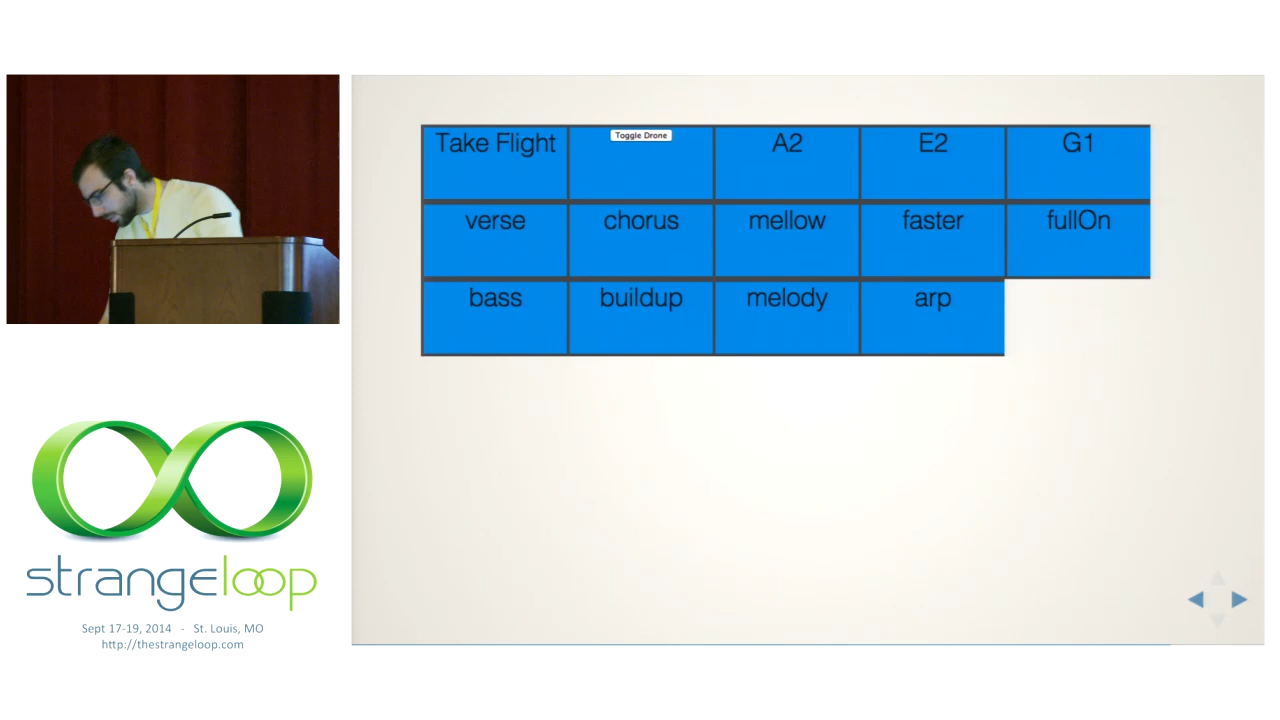 Take Flight
Toggle Drone
A2
E2
G1
verse
chorus
mellow
faster
fullOn
bass
buildup
melody
arp
strangeloop
Sept 17-19, 2014 - St. Louis, MO
http://thestrangeloop.com